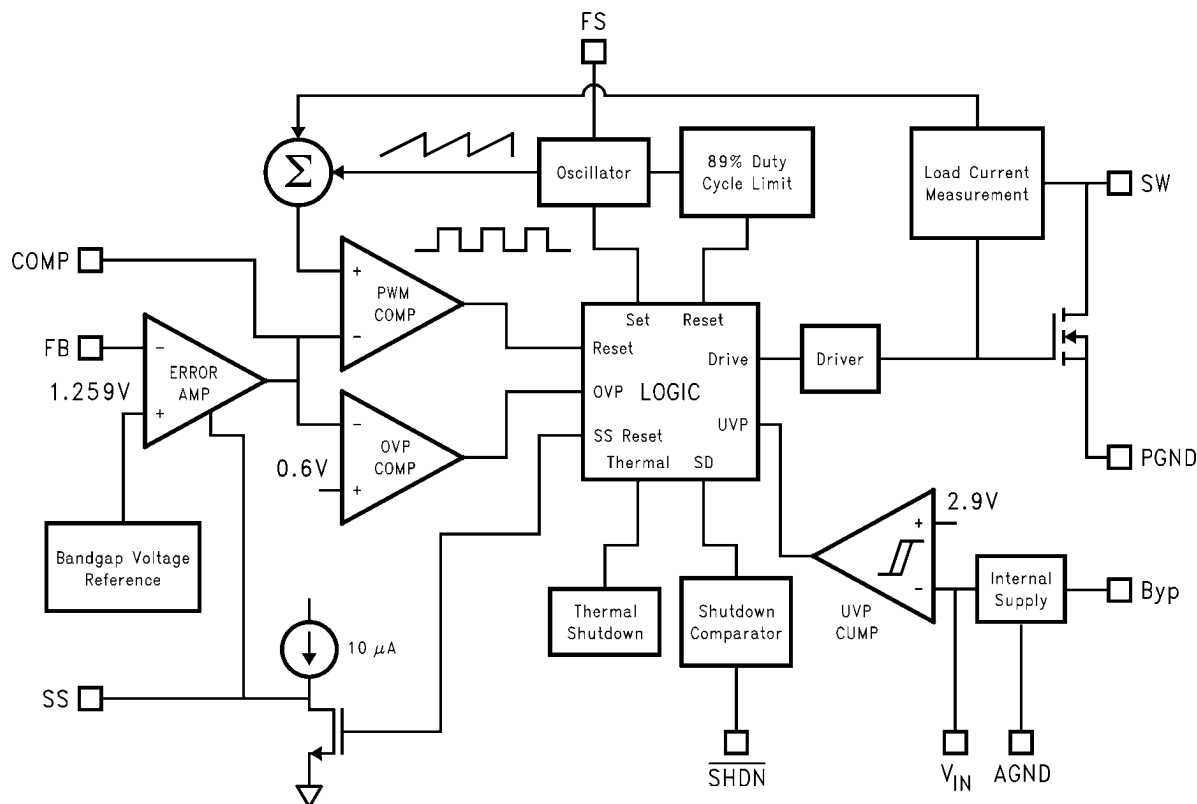 FS
Σ
Oscillator
89% Duty
Cycle Limit
Load Current
Measurement
SW
COMP
+
PWM
COMP
-
Set
Reset
FB
-
ERROR
AMP
1.259V
+
Reset
Drive
Driver
LOGIC
OVP
UVP
-
OVP
COMP
0.6V
+
SS Reset
Thermal
SD
PGND
2.9V
+
Bandgap Voltage
Reference
Thermal
Shutdown
Shutdown
Comparator
-
UVP
CUMP
Internal
Supply
Byp
10 μA
SS
SHDN
VIN
AGND